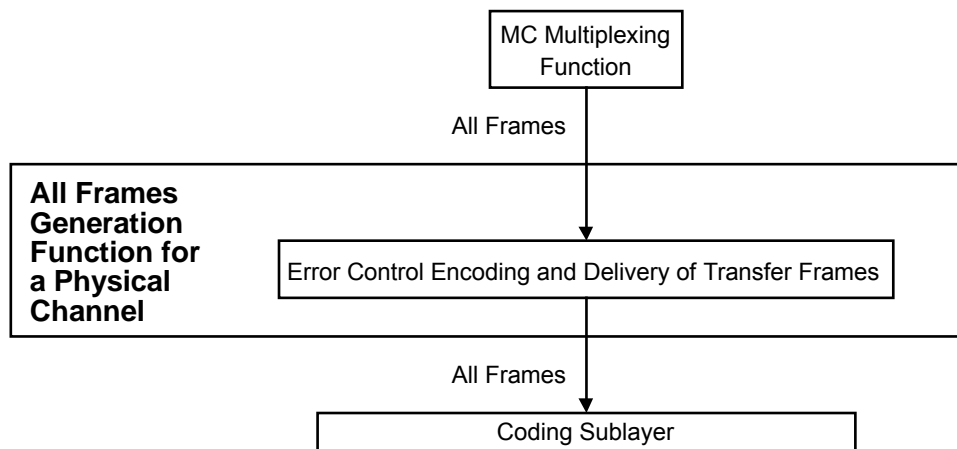 MC Multiplexing
Function
All Frames
All Frames
Generation
Function for
a Physical
Channel
Error Control Encoding and Delivery of Transfer Frames
All Frames
Coding Sublayer